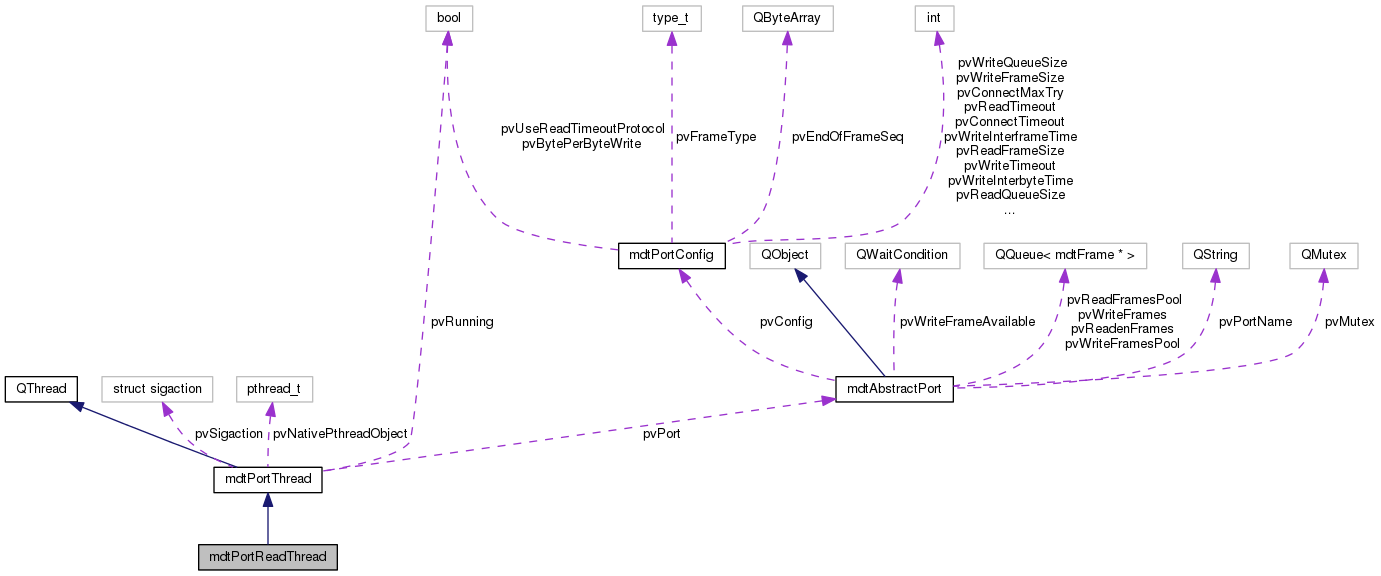 bool
type_t
QByteArray
int
pvWriteQueueSize
pvWriteFrameSize
pvConnectMaxTry
pvReadTimeout
pvConnectTimeout
pvWriteInterframeTime
pvReadFrameSize
pvWriteTimeout
pvWriteInterbyteTime
pvReadQueueSize
...
pvUseReadTimeoutProtocol
pvBytePerByteWrite
pvFrameType
pvEndOfFrameSeq
mdtPortConfig
QObject
QWaitCondition
QQueue< mdtFrame * >
QString
QMutex
pvRunning
pvConfig
pvWriteFrameAvailable
pvReadFramesPool
pvWriteFrames
pvReadenFrames
pvWriteFramesPool
pvPortName
pvMutex
QThread
struct sigaction
pthread_t
mdtAbstractPort
pvSigaction
pvNativePthreadObject
pvPort
mdtPortThread
mdtPortReadThread